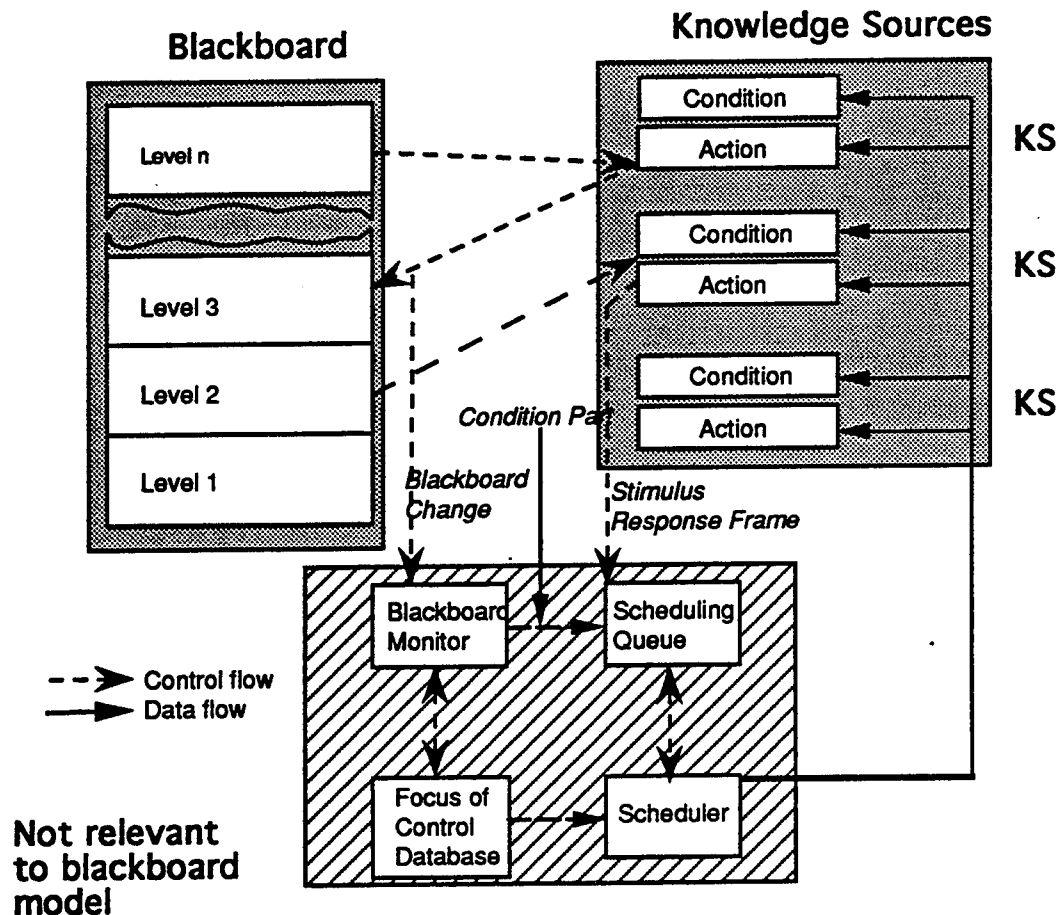 Blackboard
Knowledge Sources
Level n
Level 3
Level 2
Level 1
Condition
Action
KS
Condition
Action
KS
Condition
Action
KS
Condition Par
Blackboard
Change
Stimulus
Response Frame
Blackboard
Monitor
Scheduling
Queue
Control flow
Data flow
Focus of
Control
Database
Scheduler
Not relevant
to blackboard
model